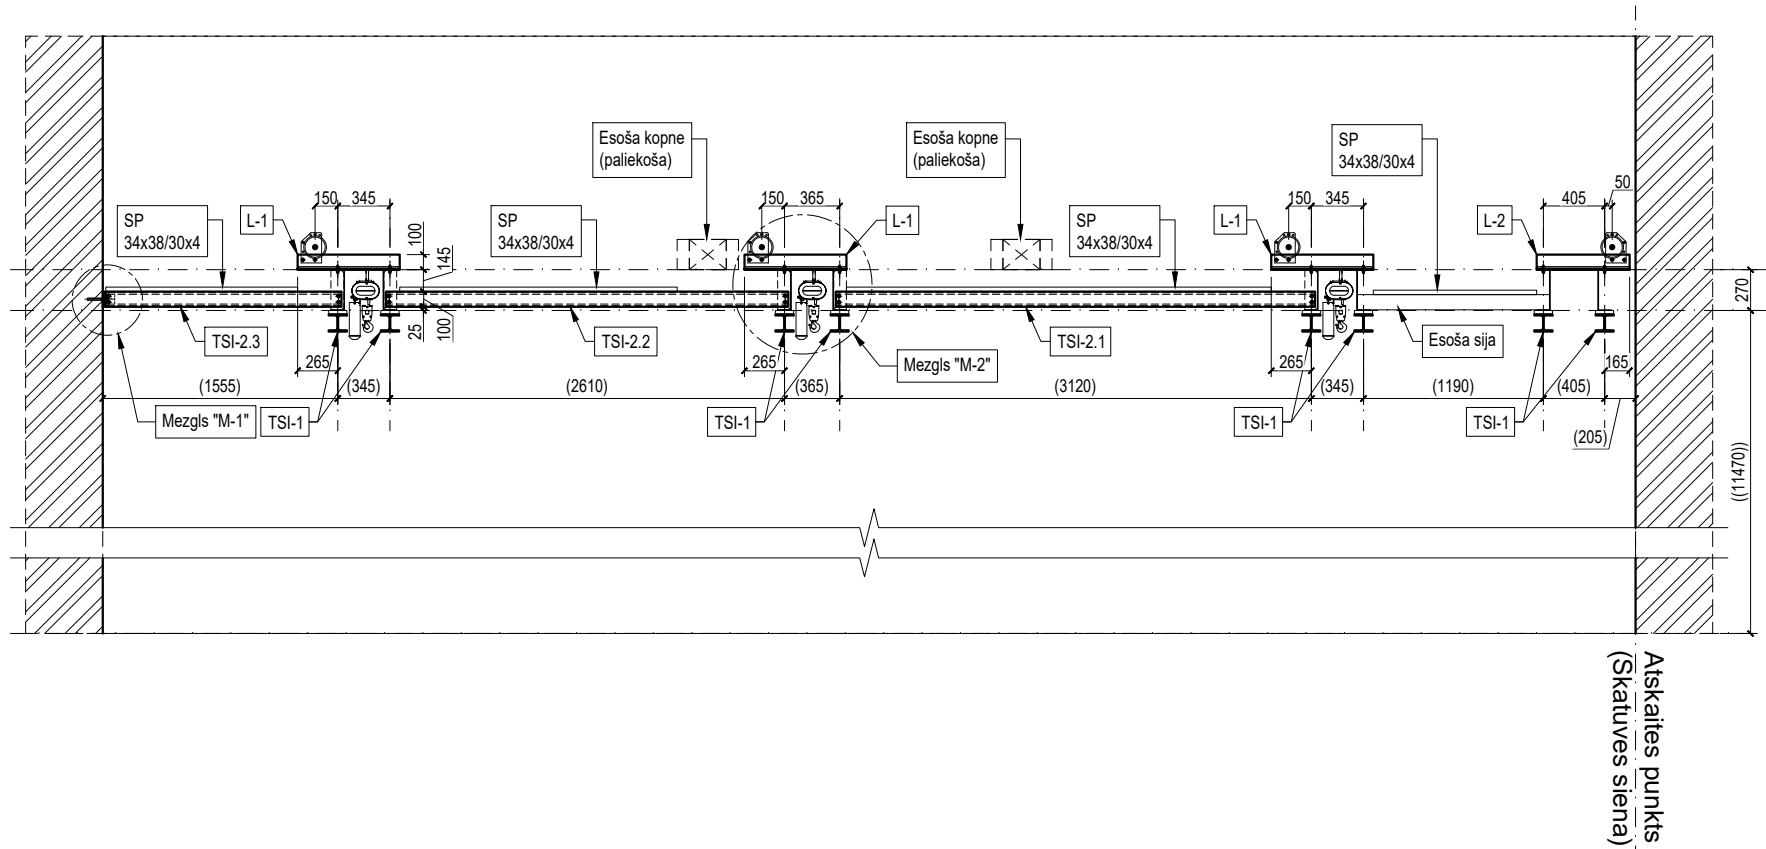 Esoša kopne
(paliekoša)
Esoša kopne
(paliekoša)
SP
34x38/30x4
150 345
150 365
150 345
405
50
SP
34x38/30x4
L-1
SP
34x38/30x4
L-1
SP
34x38/30x4
L-1
L-2
100
145
25
100
270
TSI-2.3
TSI-2.2
TSI-2.1
Esoša sija
265
265
265
165
Mezgls "M-2"
(1555)
(345)
(2610)
(365)
(3120)
(345)
(1190)
(405)
(205)
Mezgls "M-1"
TSI-1
TSI-1
TSI-1
TSI-1
((11470))
Atskaites punkts
(Skatuves siena)